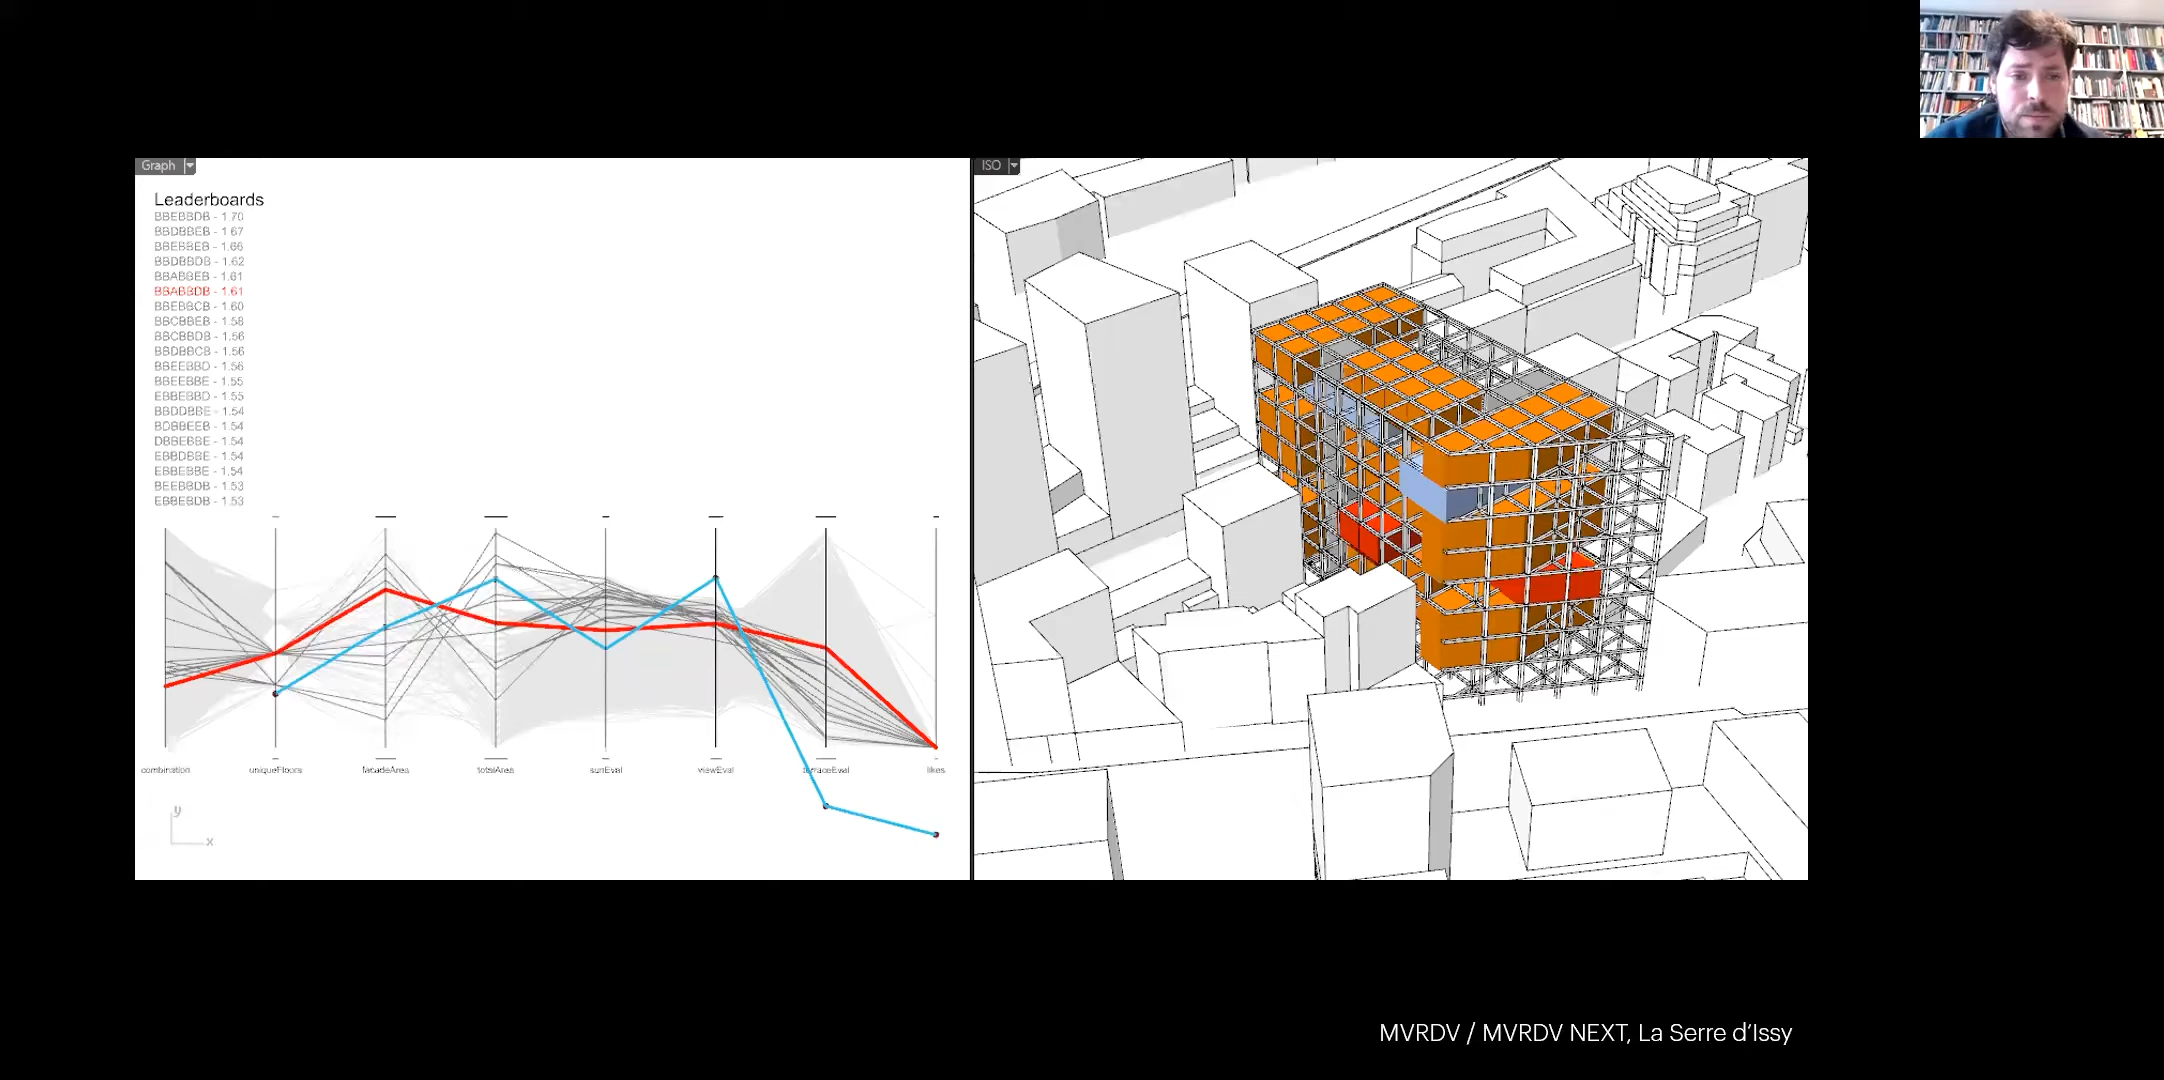 Graph
ISO
Leaderboards
BBEBBDB - 1.70
BBDBBEB - 1.67
BBEBBEB - 1.66
BBDBBDB - 1.62
BBABBEB - 1.61
BBABBDB - 1.61
BBEBBCB - 1.60
BBCBBEB - 1.58
BBCBBDB - 1.56
BBDBBCB - 1.56
BBEEBBD - 1.56
BBEEBBE - 1.55
EBBEBBD - 1.55
BBDDBBE - 1.54
BDBBEEB - 1.54
DBBEBBE - 1.54
EBBDBBE - 1.54
EBBEBBE - 1.54
BEEBBDB - 1.53
EBBEBDB - 1.53
combination uniqueFloors facadeArea totalArea sunEval viewEval terraceEval likes
y
x
MVRDV / MVRDV NEXT, La Serre d’Issy